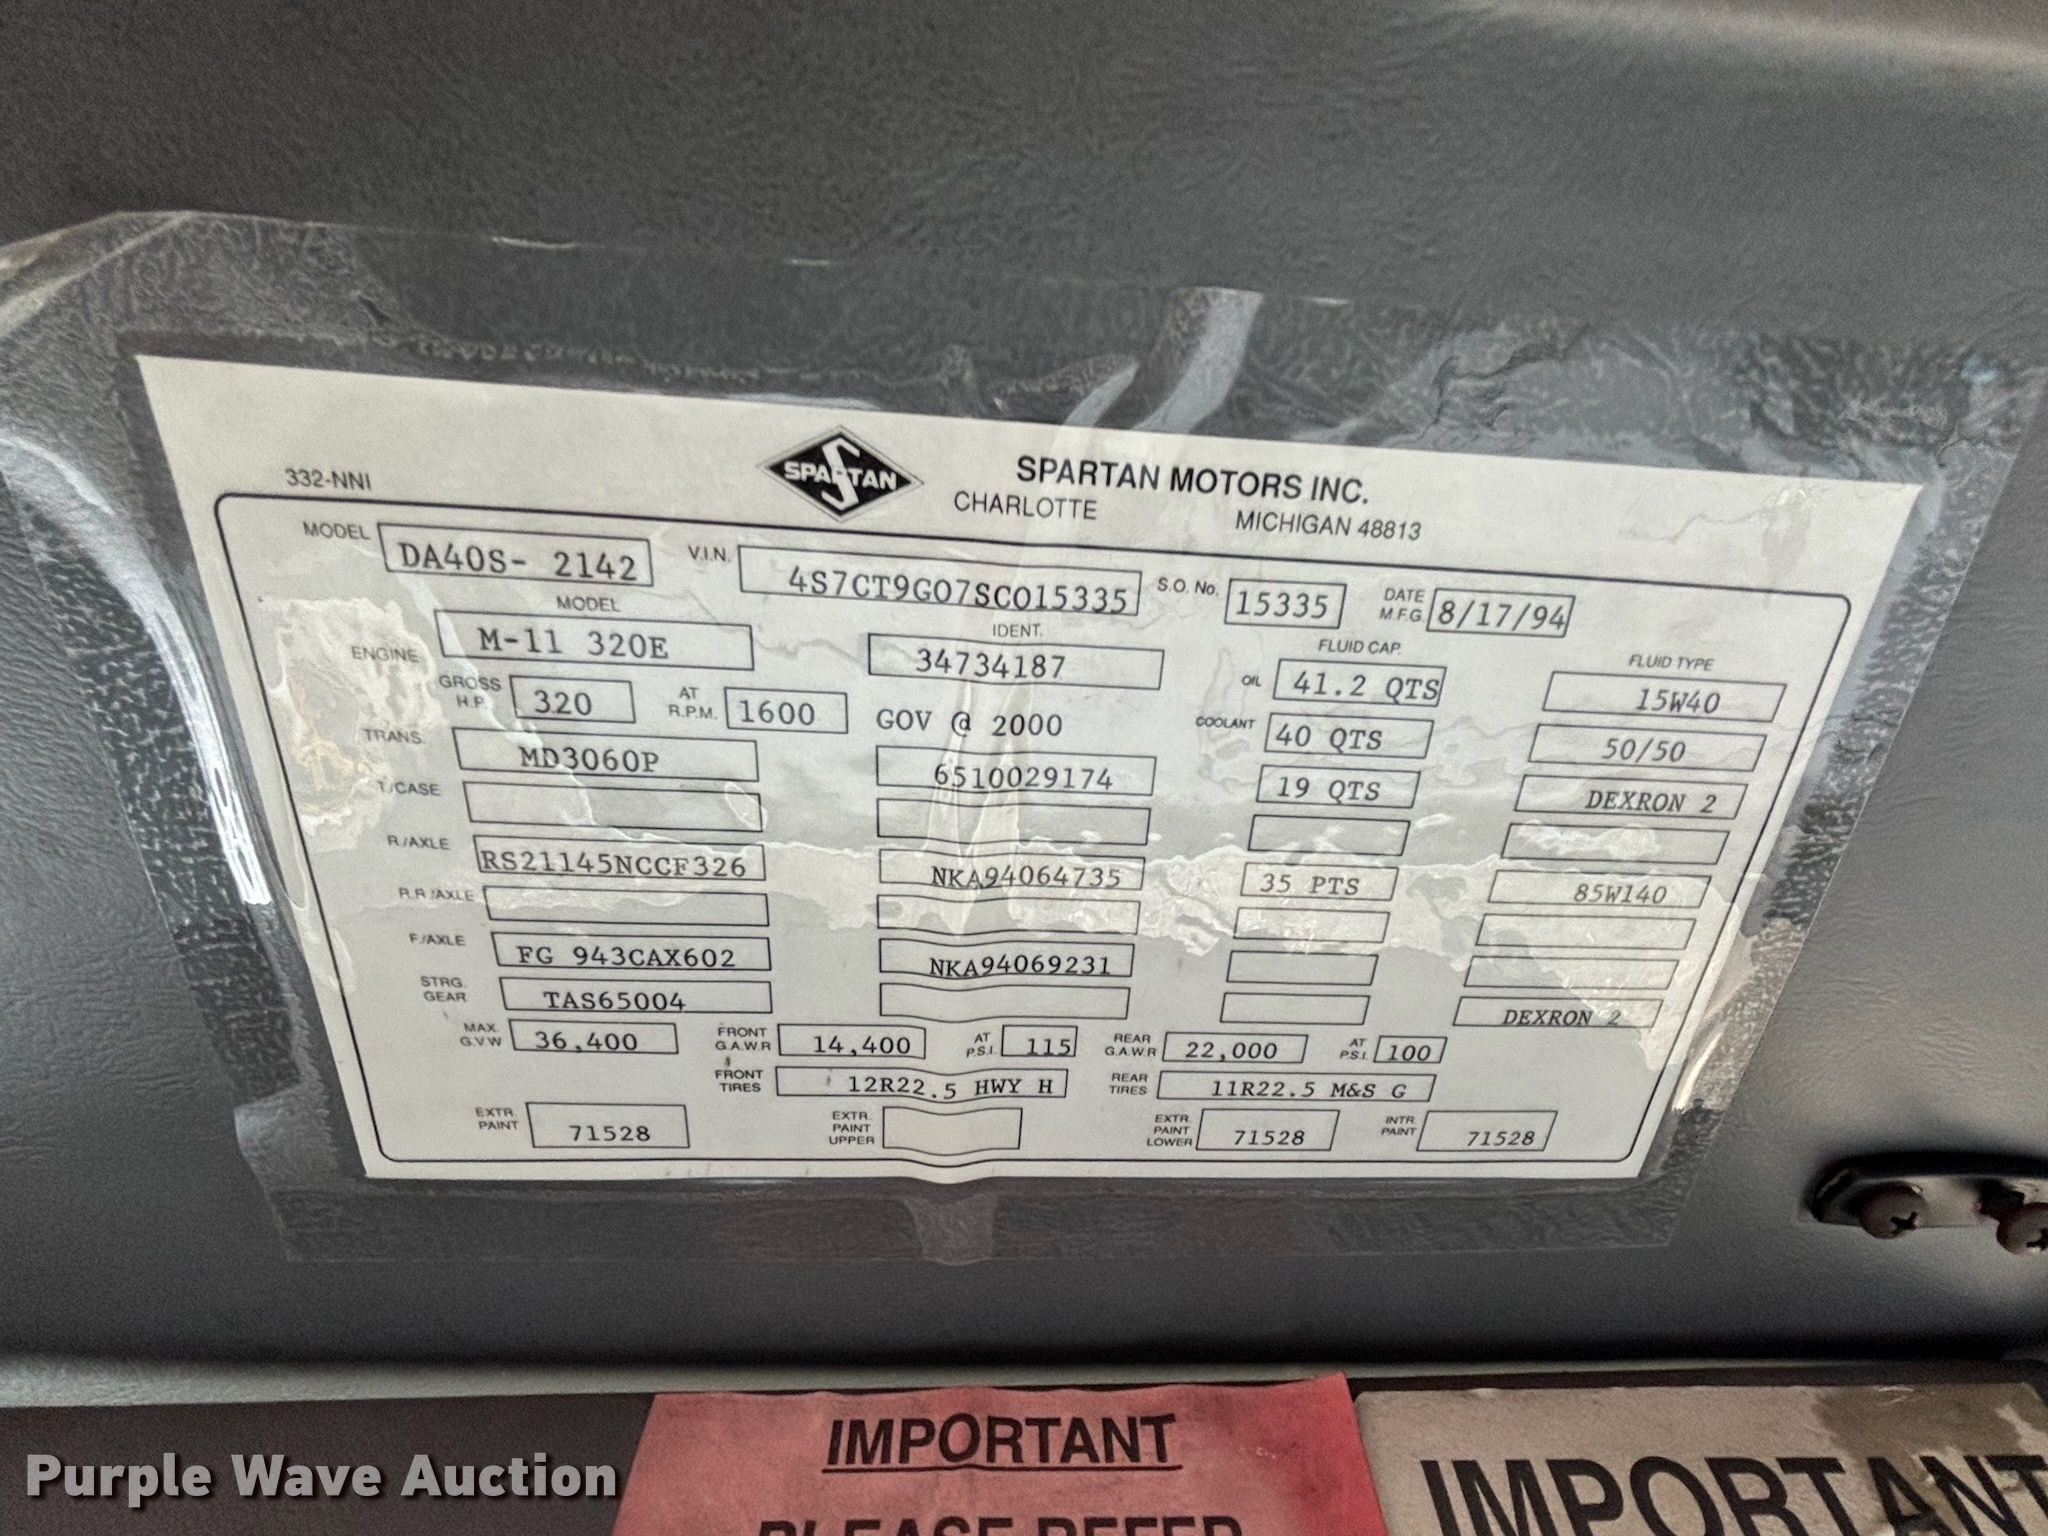 332-NNI
SPARTAN
SPARTAN MOTORS INC.
CHARLOTTE MICHIGAN 48813
MODEL DA40S- 2142 V.I.N. 4S7CT9GO7SCO15335 S.O. No. 15335 DATE M.F.G. 8/17/94
MODEL IDENT. FLUID CAP. FLUID TYPE
ENGINE M-11 320E 34734187 OIL 41.2 QTS 15W40
GROSS H.P. 320 AT R.P.M. 1600 GOV @ 2000 COOLANT 40 QTS 50/50
TRANS. MD3060P 6510029174 19 QTS DEXRON 2
T./CASE
R./AXLE RS21145NCCF326 NKA94064735 35 PTS 85W140
R.R./AXLE
F./AXLE FG 943CAX602 NKA94069231
STRG. GEAR TAS65004 DEXRON 2
MAX. G.V.W 36,400 FRONT G.A.W.R 14,400 AT P.S.I. 115 REAR G.A.W.R 22,000 AT P.S.I. 100
FRONT TIRES 12R22.5 HWY H REAR TIRES 11R22.5 M&S G
EXTR. PAINT 71528 EXTR. PAINT UPPER EXTR. PAINT LOWER 71528 INTR. PAINT 71528
IMPORTANT
PLEASE REFER
IMPORTANT
Purple Wave Auction